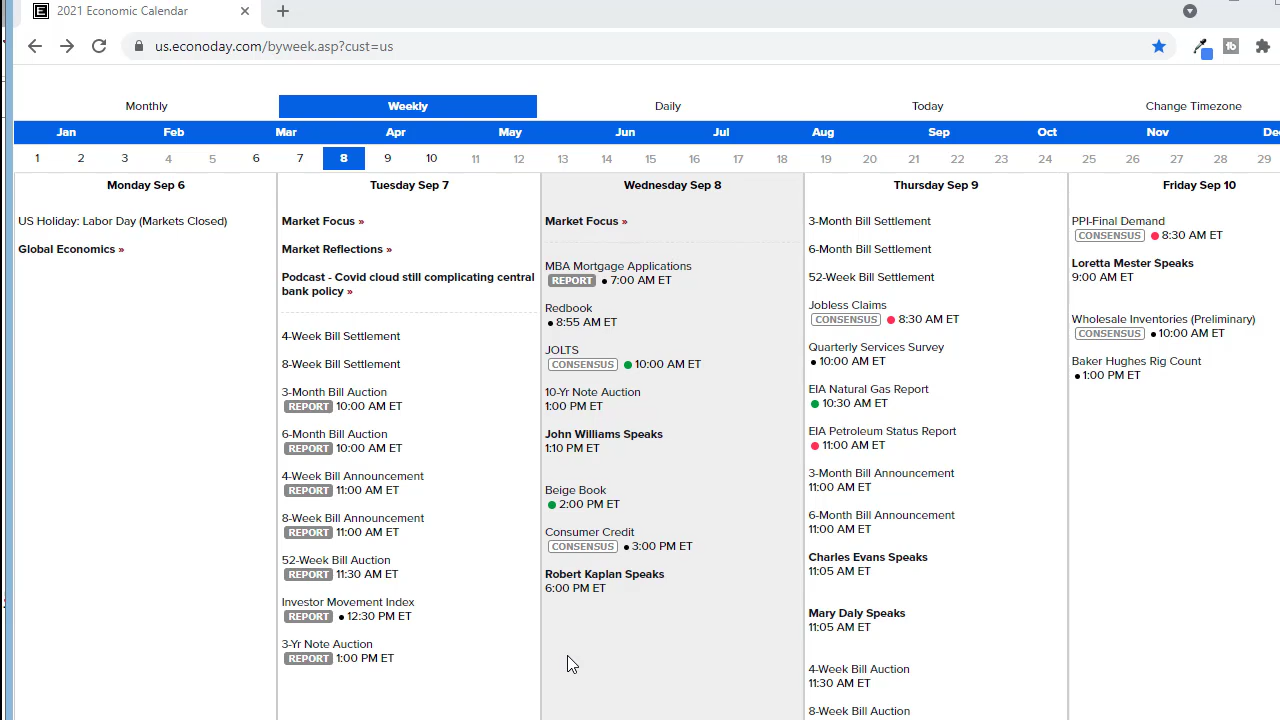 2021 Economic Calendar
us.econoday.com/byweek.asp?cust=us
Monthly Weekly Daily Today Change Timezone
Jan Feb Mar Apr May Jun Jul Aug Sep Oct Nov De
1 2 3 4 5 6 7 8 9 10 11 12 13 14 15 16 17 18 19 20 21 22 23 24 25 26 27 28 29
Monday Sep 6
US Holiday: Labor Day (Markets Closed)
Global Economics »
Tuesday Sep 7
Market Focus »
Market Reflections »
Podcast - Covid cloud still complicating central
bank policy »
4-Week Bill Settlement
8-Week Bill Settlement
3-Month Bill Auction
REPORT 10:00 AM ET
6-Month Bill Auction
REPORT 10:00 AM ET
4-Week Bill Announcement
REPORT 11:00 AM ET
8-Week Bill Announcement
REPORT 11:00 AM ET
52-Week Bill Auction
REPORT 11:30 AM ET
Investor Movement Index
REPORT 12:30 PM ET
3-Yr Note Auction
REPORT 1:00 PM ET
Wednesday Sep 8
Market Focus »
MBA Mortgage Applications
REPORT 7:00 AM ET
Redbook
8:55 AM ET
JOLTS
CONSENSUS 10:00 AM ET
10-Yr Note Auction
1:00 PM ET
John Williams Speaks
1:10 PM ET
Beige Book
2:00 PM ET
Consumer Credit
CONSENSUS 3:00 PM ET
Robert Kaplan Speaks
6:00 PM ET
Thursday Sep 9
3-Month Bill Settlement
6-Month Bill Settlement
52-Week Bill Settlement
Jobless Claims
CONSENSUS 8:30 AM ET
Quarterly Services Survey
10:00 AM ET
EIA Natural Gas Report
10:30 AM ET
EIA Petroleum Status Report
11:00 AM ET
3-Month Bill Announcement
11:00 AM ET
6-Month Bill Announcement
11:00 AM ET
Charles Evans Speaks
11:05 AM ET
Mary Daly Speaks
11:05 AM ET
4-Week Bill Auction
11:30 AM ET
8-Week Bill Auction
Friday Sep 10
PPI-Final Demand
CONSENSUS 8:30 AM ET
Loretta Mester Speaks
9:00 AM ET
Wholesale Inventories (Preliminary)
CONSENSUS 10:00 AM ET
Baker Hughes Rig Count
1:00 PM ET